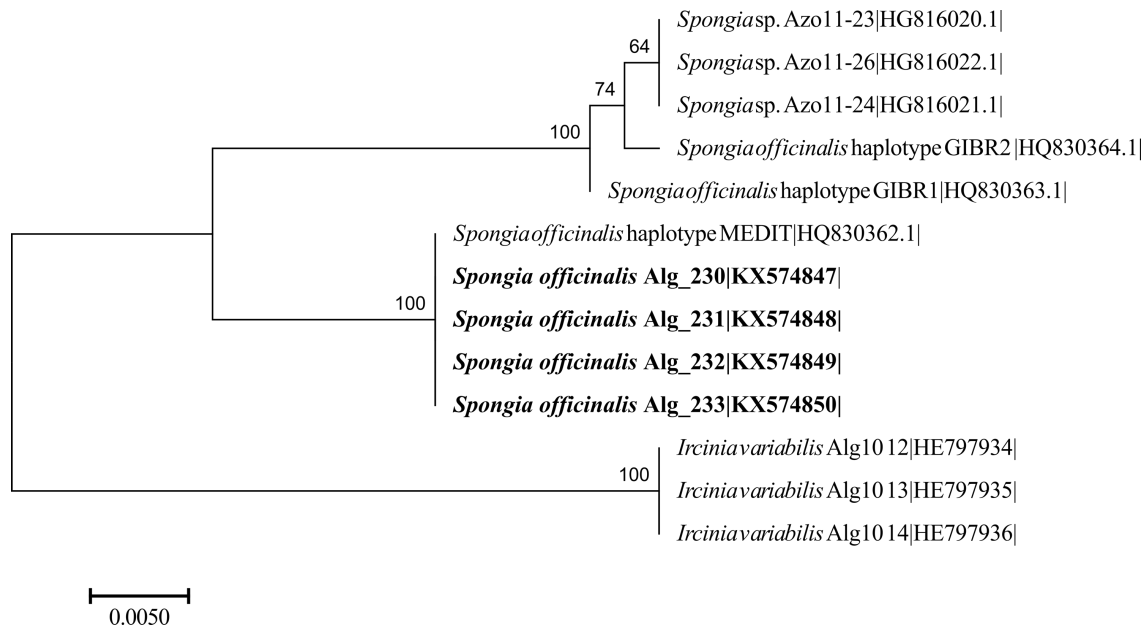 Spongia sp. Azo11-23|HG816020.1|
64
Spongia sp. Azo11-26|HG816022.1|
74
Spongia sp. Azo11-24|HG816021.1|
100
Spongia officinalis haplotype GIBR2|HQ830364.1|
Spongia officinalis haplotype GIBR1|HQ830363.1|
Spongia officinalis haplotype MEDIT|HQ830362.1|
Spongia officinalis Alg_230|KX574847|
100
Spongia officinalis Alg_231|KX574848|
Spongia officinalis Alg_232|KX574849|
Spongia officinalis Alg_233|KX574850|
Ircinia variabilis Alg10 12|HE797934|
100
Ircinia variabilis Alg10 13|HE797935|
Ircinia variabilis Alg10 14|HE797936|
0.0050